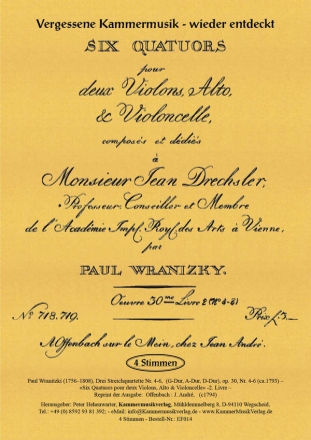 Vergessene Kammermusik - wieder entdeckt
SIX QUATUORS
pour
deux Violons, Alto,
& Violoncelle,
composés et dédiés
à
Monsieur Jean Drechsler,
Professeur, Conseiller et Membre
de l'Académie Impl. Royl. des Arts à Vienne,
par
PAUL WRANIZKY.
Oeuvre 30me Livre 2 (No 4-6)
No 718.719. Prix f.3—
A Offenbach sur le Mein, chez Jean André.
4 Stimmen
Paul Wranitzky (1756-1808), Drei Streichquartette Nr. 4-6, (G-Dur, A-Dur, D-Dur), op. 30, Nr. 4-6 (ca.1793) –
«Six Quatuors pour deux Violons, Alto & Violoncelle» -2. Livre –
Reprint der Ausgabe: Offenbach: J. André, (c1794)
Herausgeber: Peter Hebenwarter, Kammermusikverlag, D-94110 Wegscheid.
Tel.: +49 (0) 8592 93 81 392; - eMail: info@KammerMusikVerlag.de - www.KammerMusikVerlag.de
4 Stimmen - Bestell-Nr.: EF014